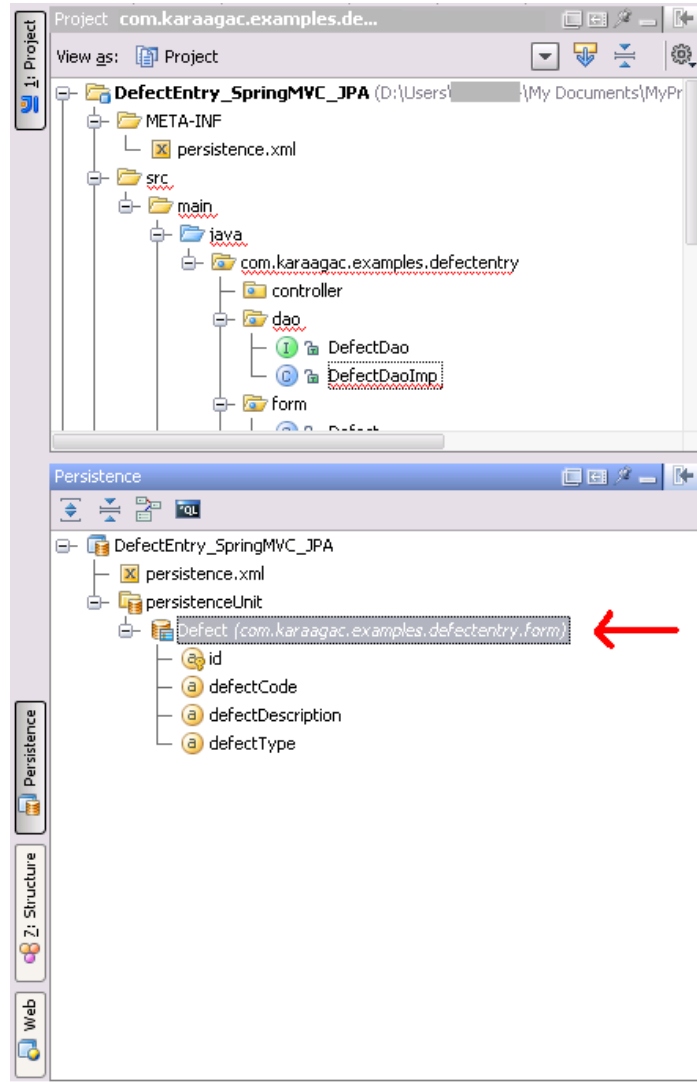 Project com.karaagac.examples.de...
1: Project
View as: Project
DefectEntry_SpringMVC_JPA (D:\Users\ \My Documents\MyPr
META-INF
persistence.xml
src
main
java
com.karaagac.examples.defectentry
controller
dao
DefectDao
DefectDaoImp
form
Persistence
QL
DefectEntry_SpringMVC_JPA
persistence.xml
persistenceUnit
Defect (com.karaagac.examples.defectentry.form)
id
defectCode
defectDescription
defectType
Persistence
Z: Structure
Web